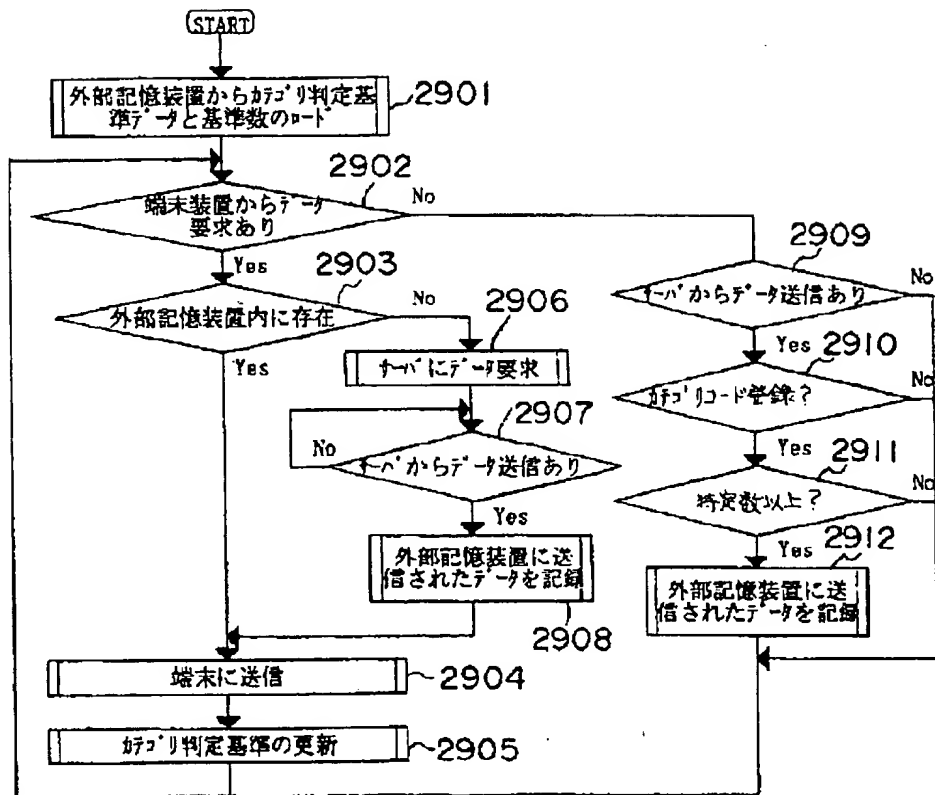 START
外部記憶装置からカテゴリ判定基
準データと基準数のロード
2901
2902
端末装置からデータ
要求あり
No
Yes
2903
外部記憶装置内に存在
No
Yes
2906
サーバにデータ要求
2907
No
サーバからデータ送信あり
Yes
外部記憶装置に送
信されたデータを記録
2908
端末に送信
2904
カテゴリ判定基準の更新
2905
2909
サーバからデータ送信あり
No
Yes
2910
カテゴリコード登録?
No
Yes
2911
特定数以上?
No
Yes
2912
外部記憶装置に送
信されたデータを記録